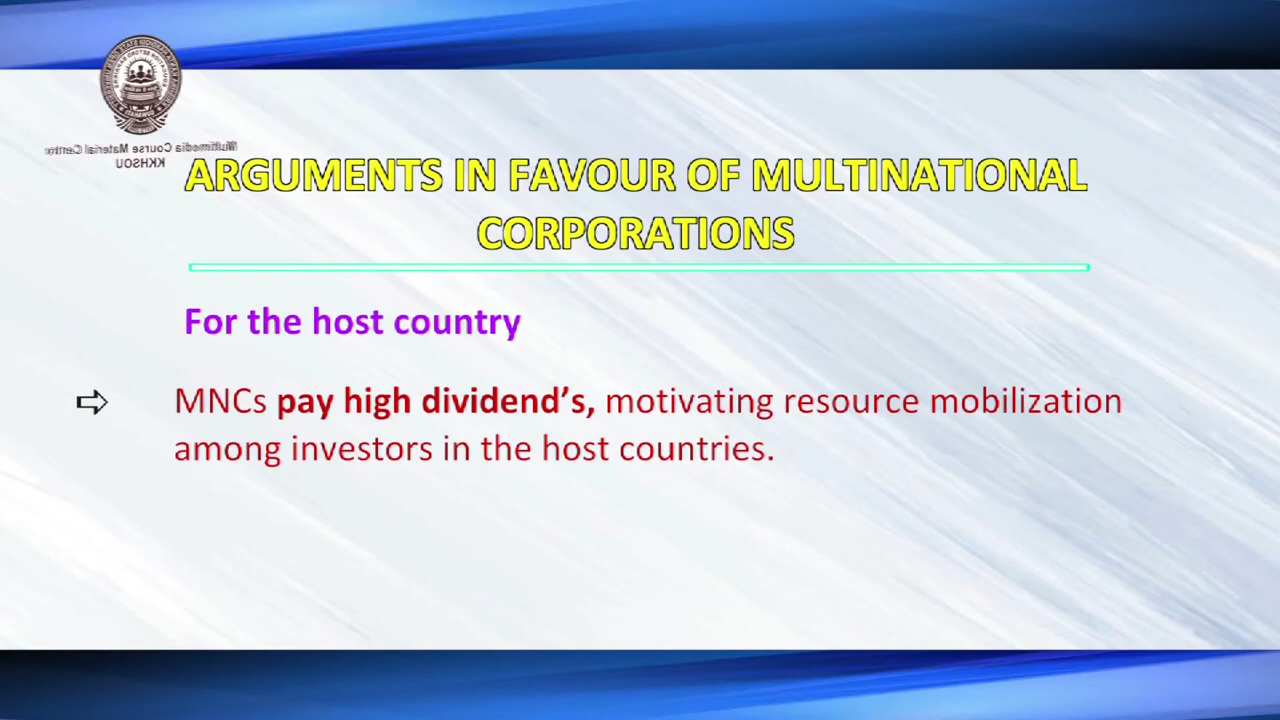 Multimedia Course Material Centre
KKHSOU
ARGUMENTS IN FAVOUR OF MULTINATIONAL
CORPORATIONS
For the host country
MNCs pay high dividend's, motivating resource mobilization
among investors in the host countries.